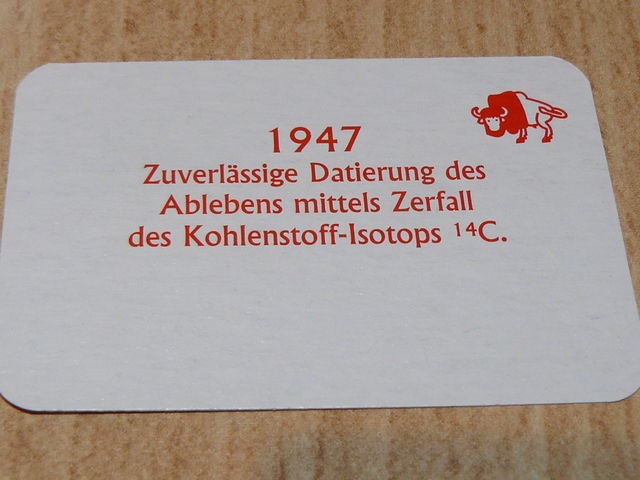 1947
Zuverlässige Datierung des
Ablebens mittels Zerfall
des Kohlenstoff-Isotops ¹⁴C.